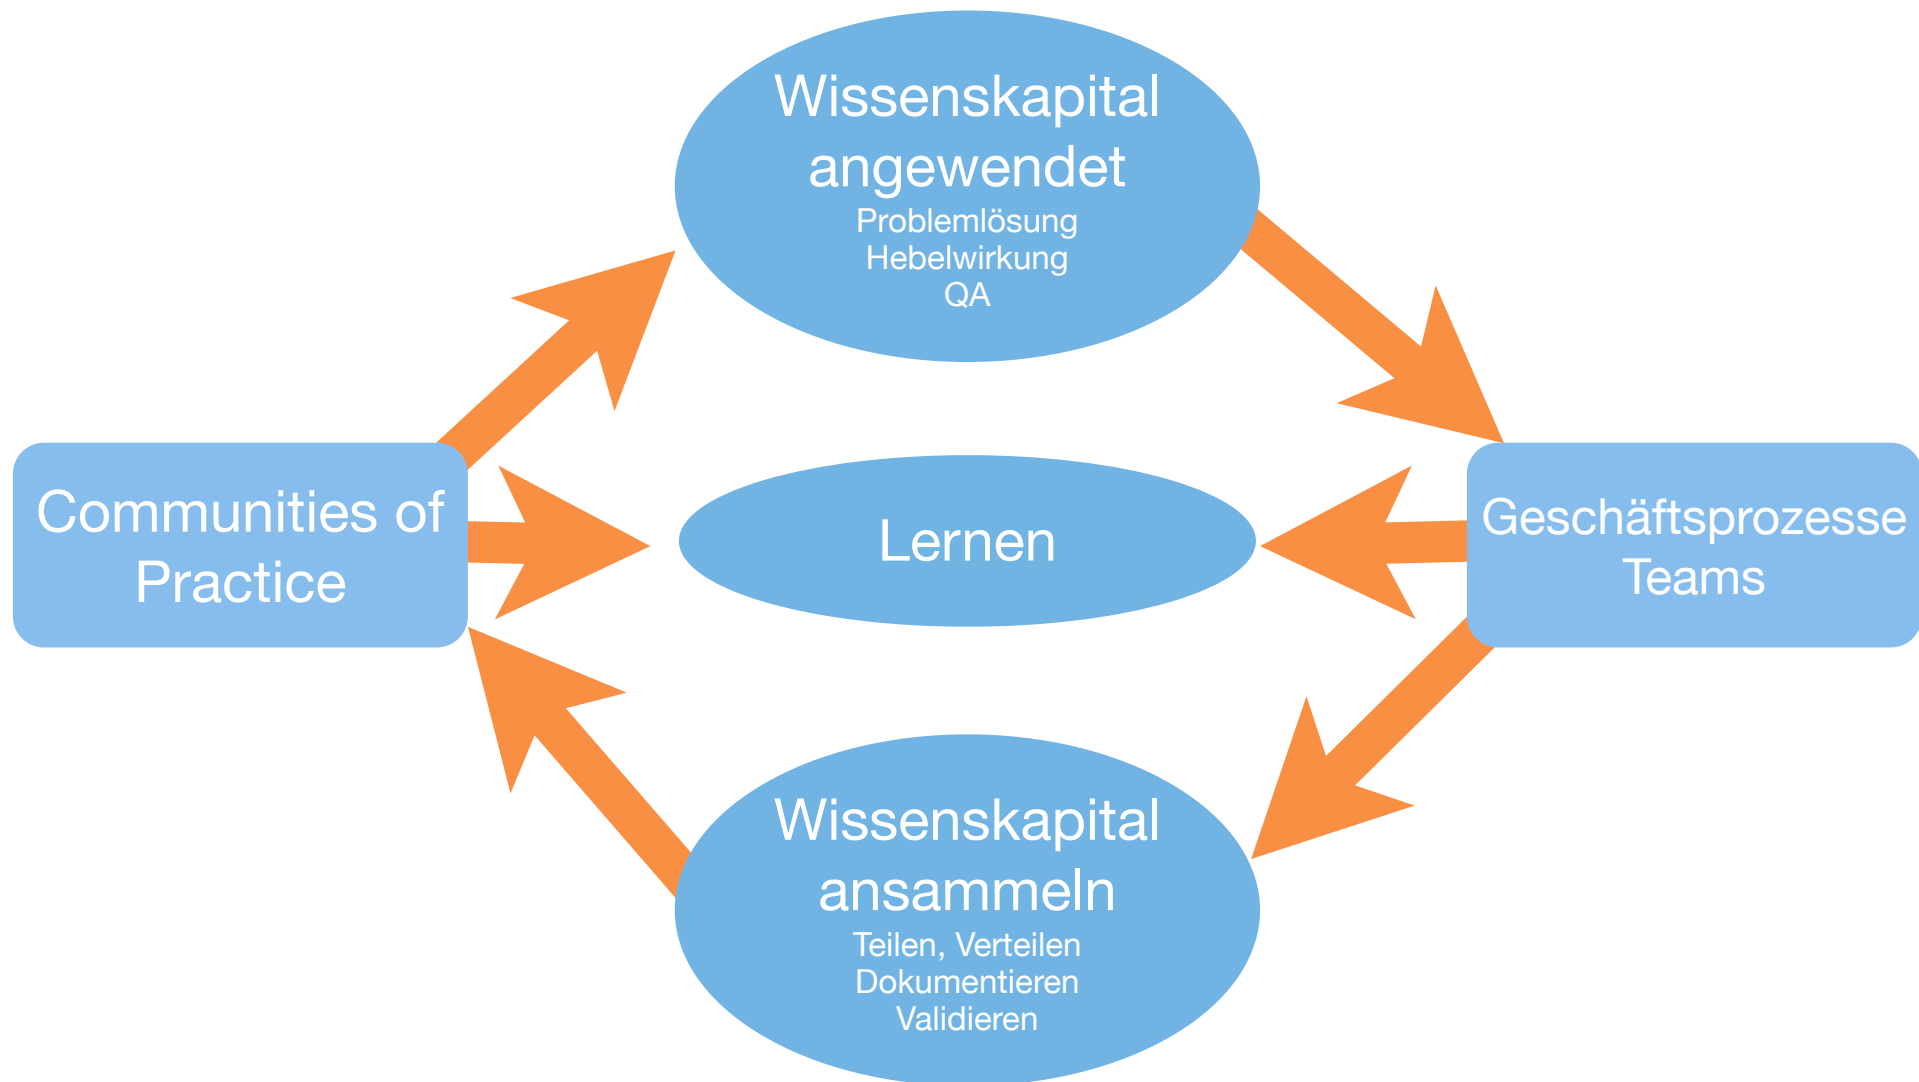 Wissenskapital
angewendet
Problemlösung
Hebelwirkung
QA
Communities of
Practice
Lernen
Geschäftsprozesse
Teams
Wissenskapital
ansammeln
Teilen, Verteilen
Dokumentieren
Validieren